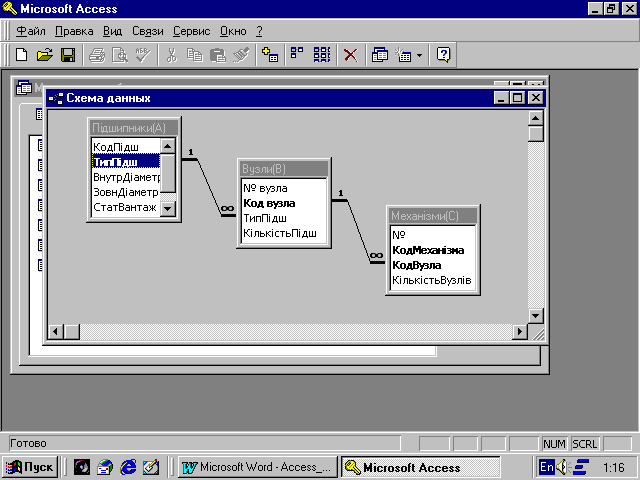 Microsoft Access
Файл Правка Вид Связи Сервис Окно ?
Схема данных
Підшипники(А)
КодПідш
ТипПідш
ВнутрДіаметр
ЗовнДіаметр
СтатВантаж
1
∞
Вузли(В)
№ вузла
Код вузла
ТипПідш
КількістьПідш
1
∞
Механізми(С)
№
КодМеханізма
КодВузла
КількістьВузлів
Готово
NUM SCRL
Пуск
Microsoft Word - Access_...
Microsoft Access
En
1:16